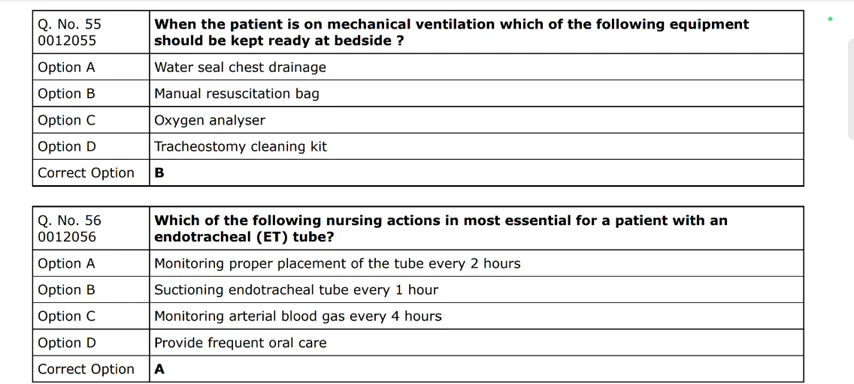 Q. No. 55
0012055
When the patient is on mechanical ventilation which of the following equipment
should be kept ready at bedside ?
Option A Water seal chest drainage
Option B Manual resuscitation bag
Option C Oxygen analyser
Option D Tracheostomy cleaning kit
Correct Option B
Q. No. 56
0012056
Which of the following nursing actions in most essential for a patient with an
endotracheal (ET) tube?
Option A Monitoring proper placement of the tube every 2 hours
Option B Suctioning endotracheal tube every 1 hour
Option C Monitoring arterial blood gas every 4 hours
Option D Provide frequent oral care
Correct Option A